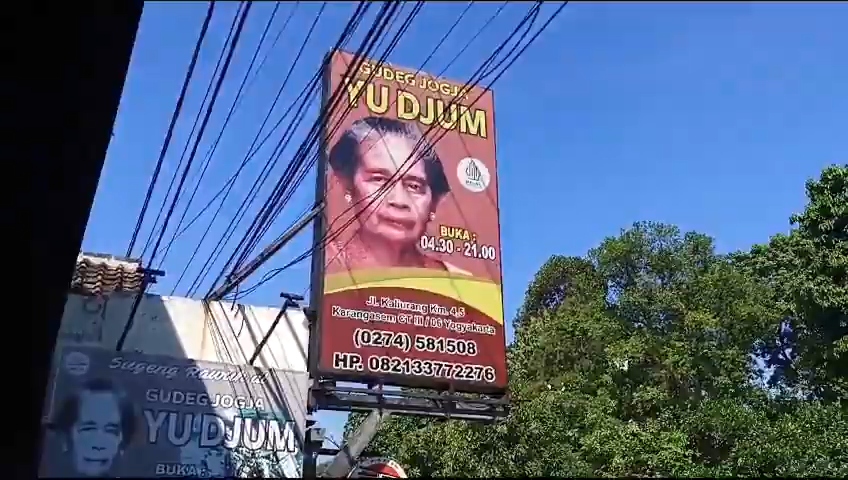 GUDEG JOGJA
YU DJUM
BUKA :
04.30 - 21.00
Jl. Kaliurang Km. 4,5
Karangasem CT III / 06 Yogyakarta
(0274) 581508
HP. 082133772276
Sugeng Rawuh
GUDEG JOGJA
YU DJUM
BUKA :